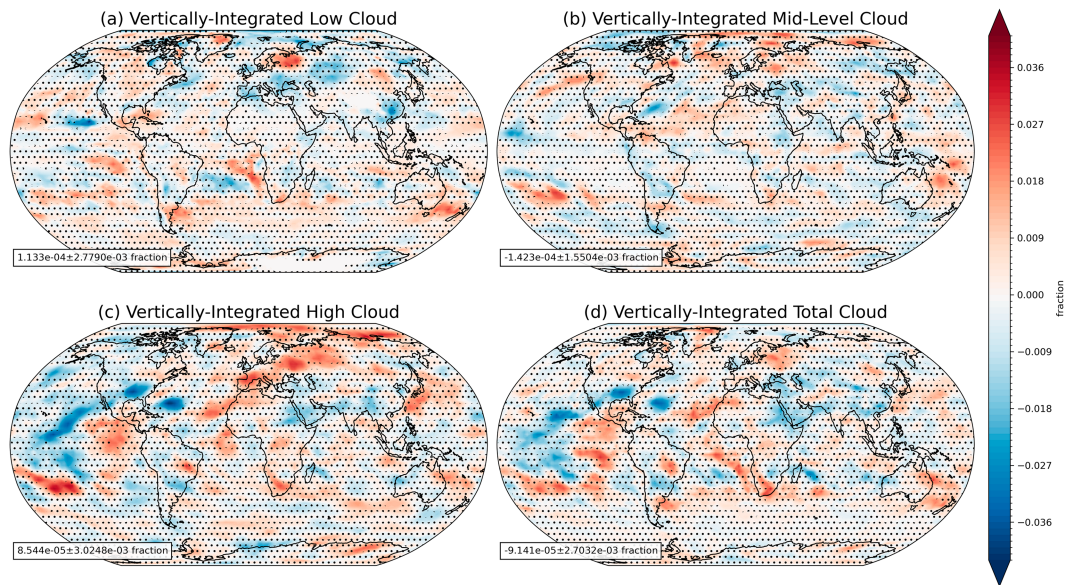 (a) Vertically-Integrated Low Cloud
(b) Vertically-Integrated Mid-Level Cloud
1.133e-04±2.7790e-03 fraction
-1.423e-04±1.5504e-03 fraction
(c) Vertically-Integrated High Cloud
(d) Vertically-Integrated Total Cloud
8.544e-05±3.0248e-03 fraction
-9.141e-05±2.7032e-03 fraction
0.036
0.027
0.018
0.009
0.000
−0.009
−0.018
−0.027
−0.036
fraction